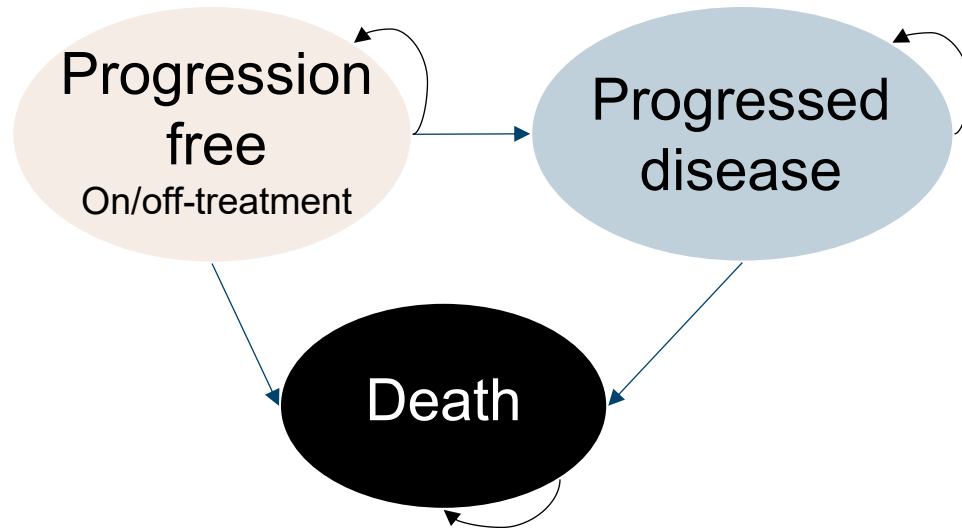 Progression
free
On/off-treatment
Progressed
disease
Death